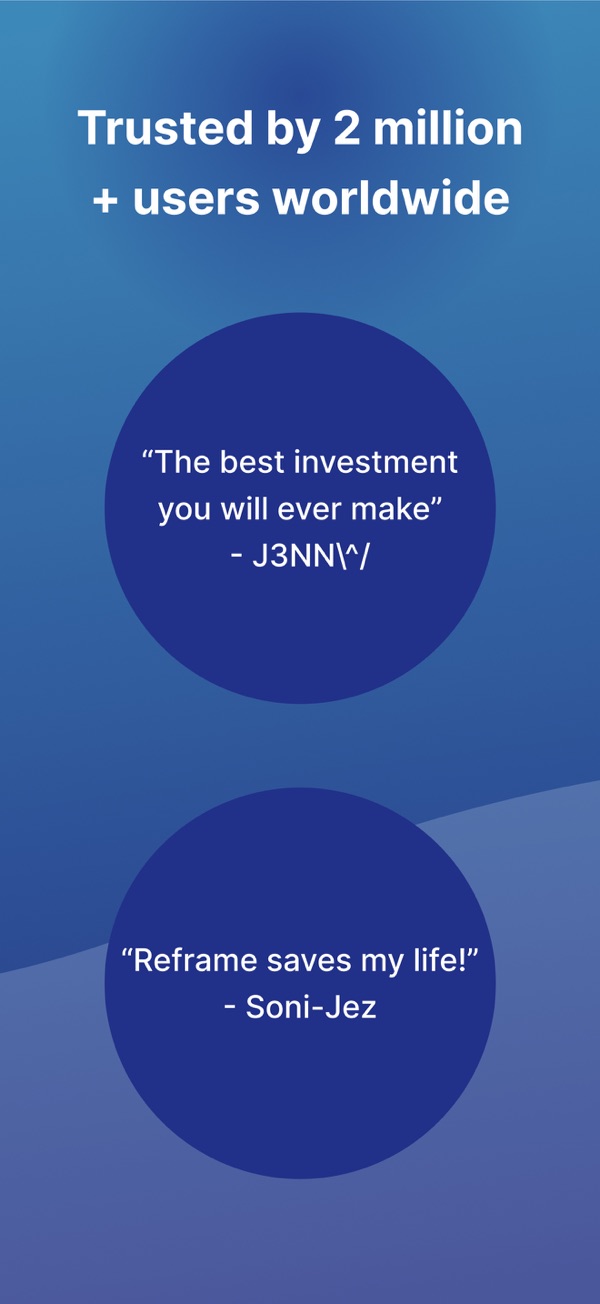 Trusted by 2 million
+ users worldwide
“The best investment
you will ever make”
- J3NN\^/
“Reframe saves my life!”
- Soni-Jez